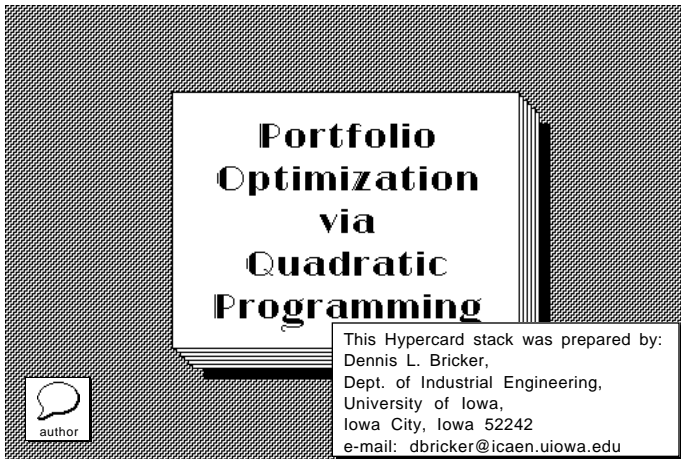 Portfolio
Optimization
via
Quadratic
Programming
This Hypercard stack was prepared by:
Dennis L. Bricker,
Dept. of Industrial Engineering,
University of Iowa,
Iowa City, Iowa 52242
e-mail: dbricker@icaen.uiowa.edu
author